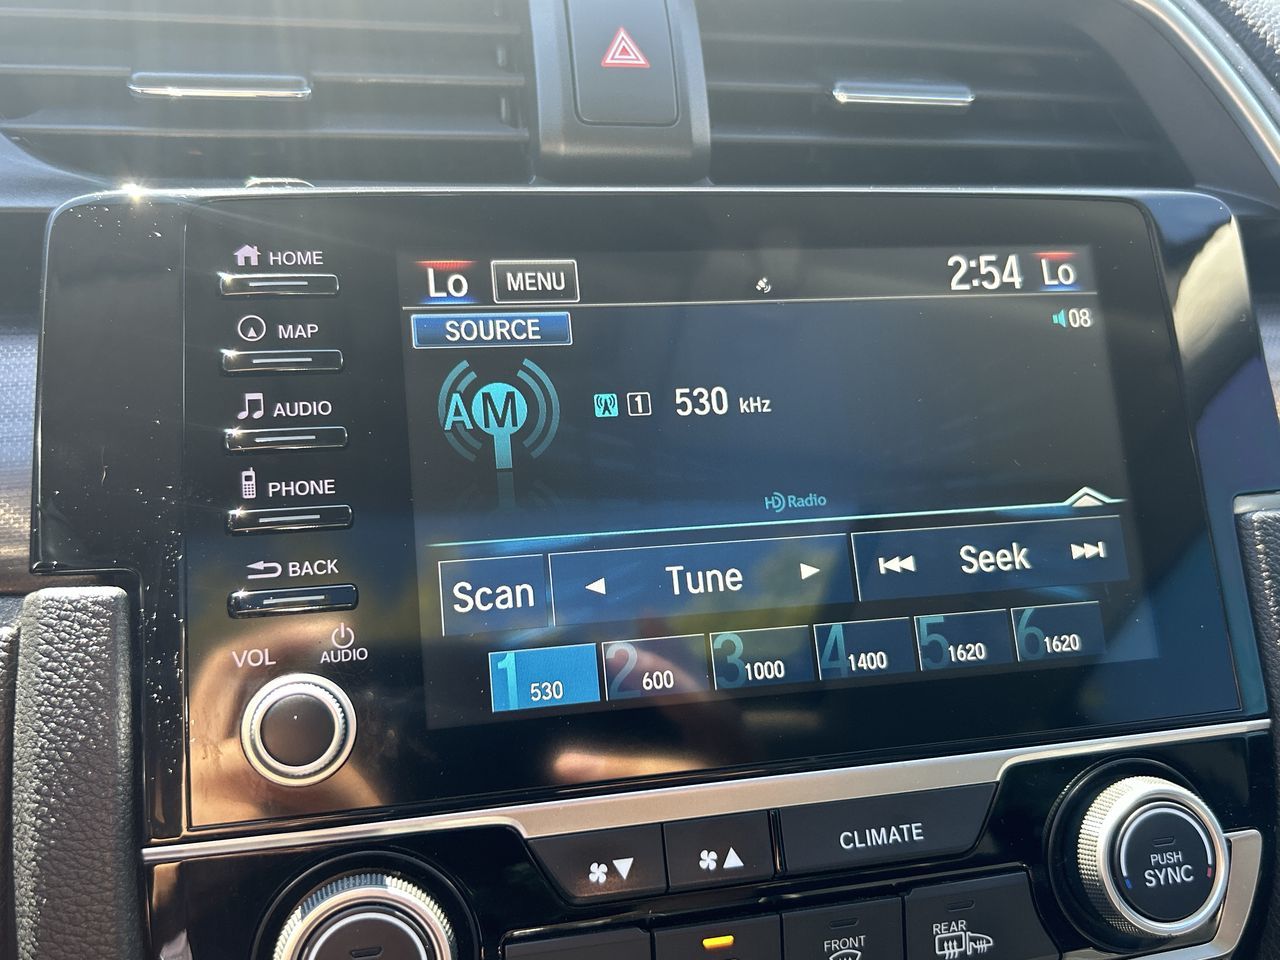 HOME
MAP
AUDIO
PHONE
BACK
VOL
AUDIO
Lo MENU 2:54 Lo
SOURCE 08
AM 1 530 kHz
HD Radio
Scan Tune Seek
1 530 2 600 3 1000 4 1400 5 1620 6 1620
CLIMATE
PUSH
SYNC
FRONT
REAR